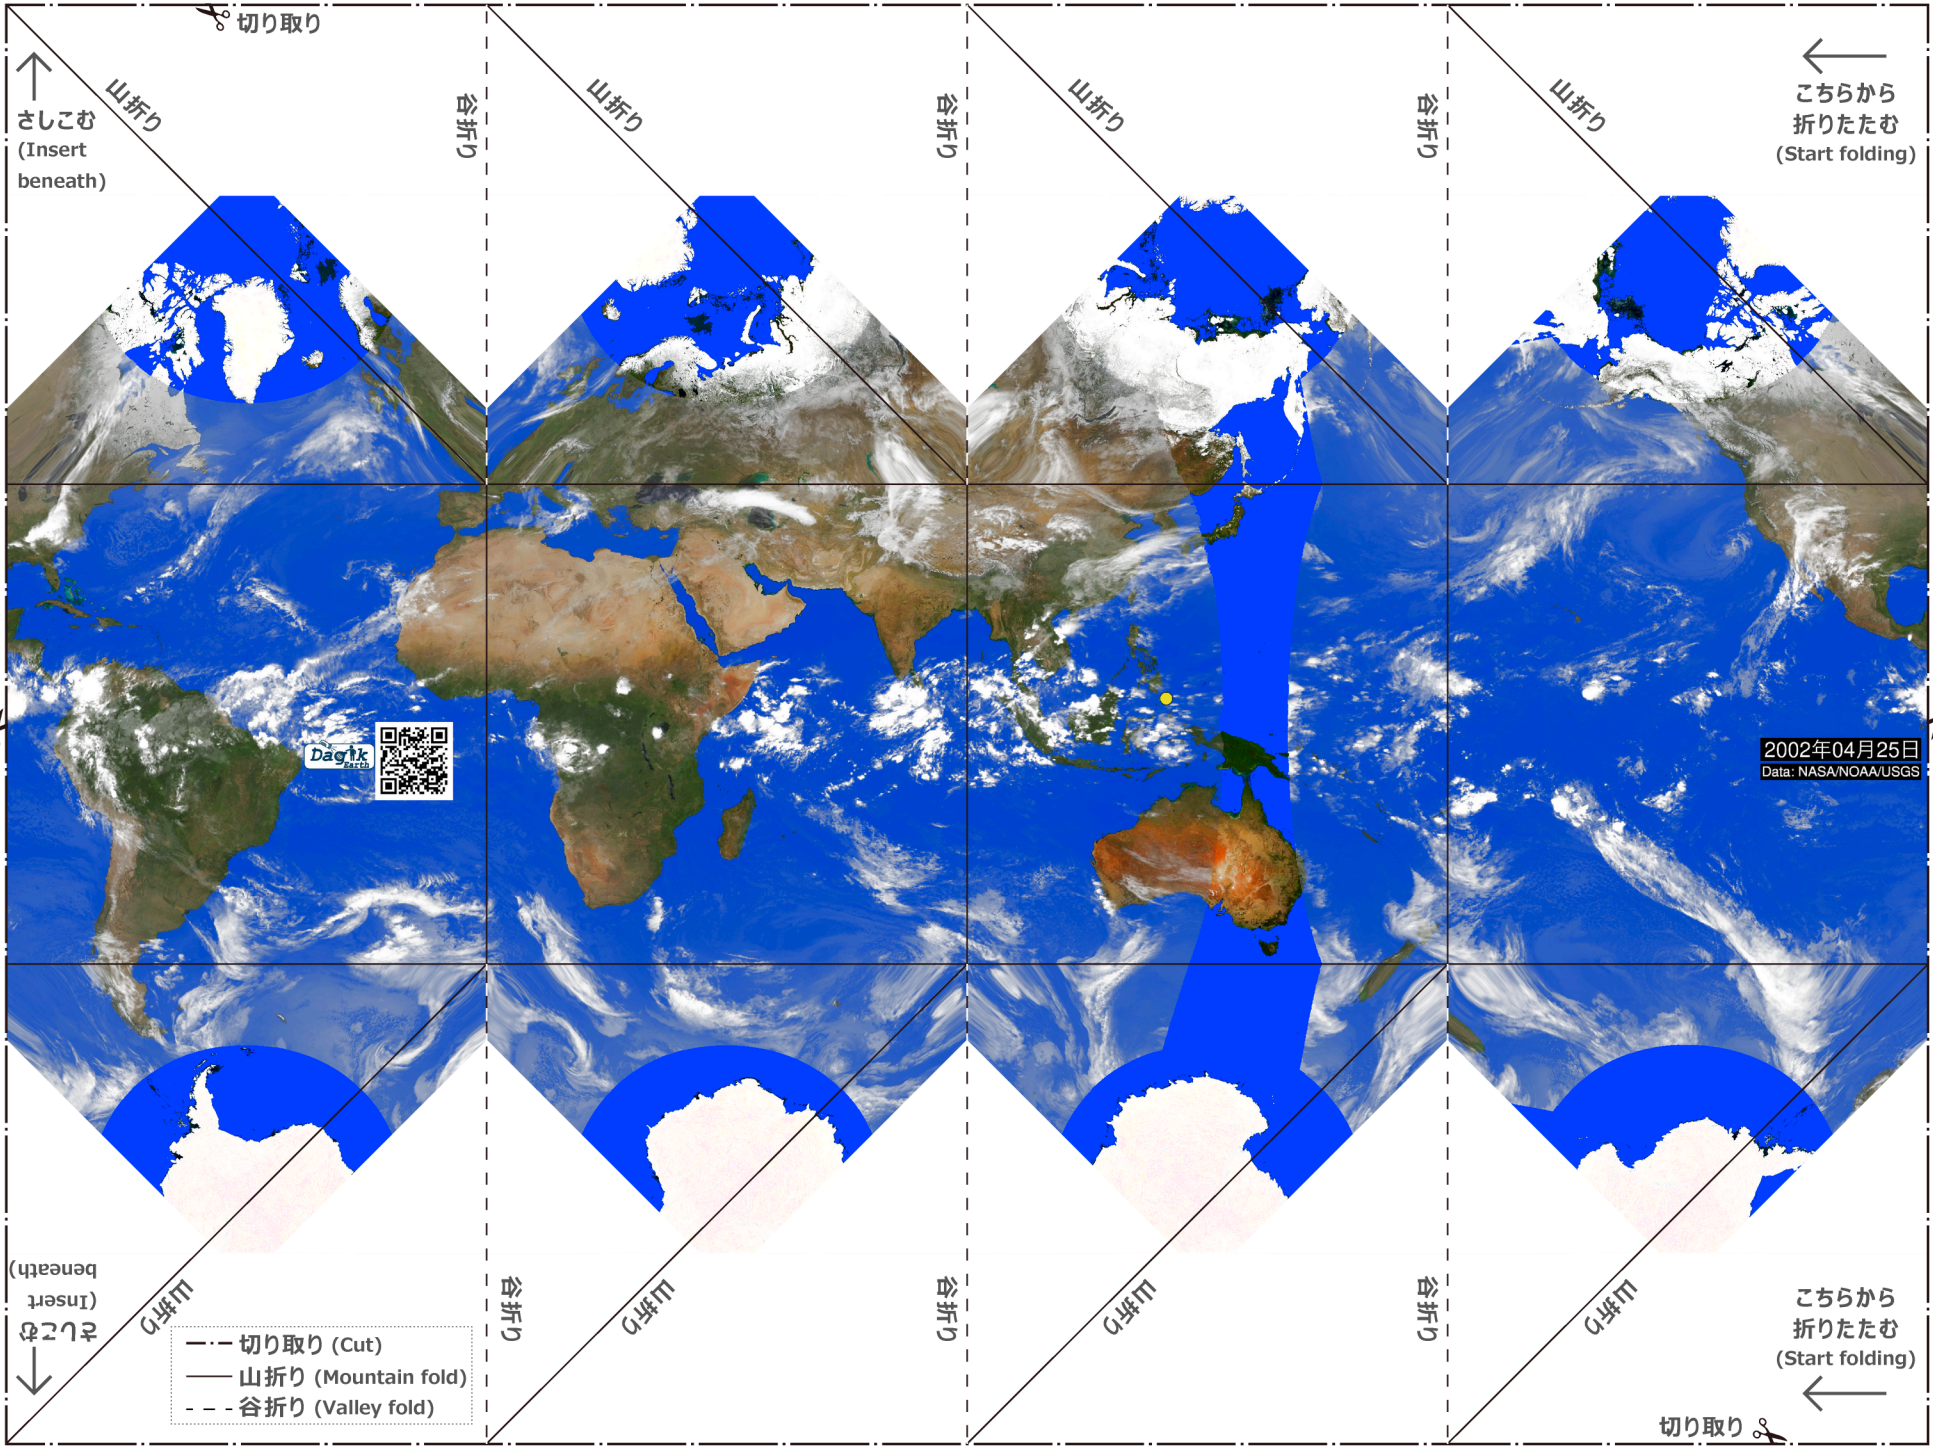 切り取り
さしこむ
(Insert
beneath)
山折り
谷折り
山折り
谷折り
山折り
谷折り
山折り
こちらから
折りたたむ
(Start folding)
Dagik
Earth
2002年04月25日
Data: NASA/NOAA/USGS
さしこむ
(Insert
beneath)
山折り
谷折り
山折り
谷折り
山折り
谷折り
山折り
こちらから
折りたたむ
(Start folding)
切り取り (Cut)
山折り (Mountain fold)
谷折り (Valley fold)
切り取り